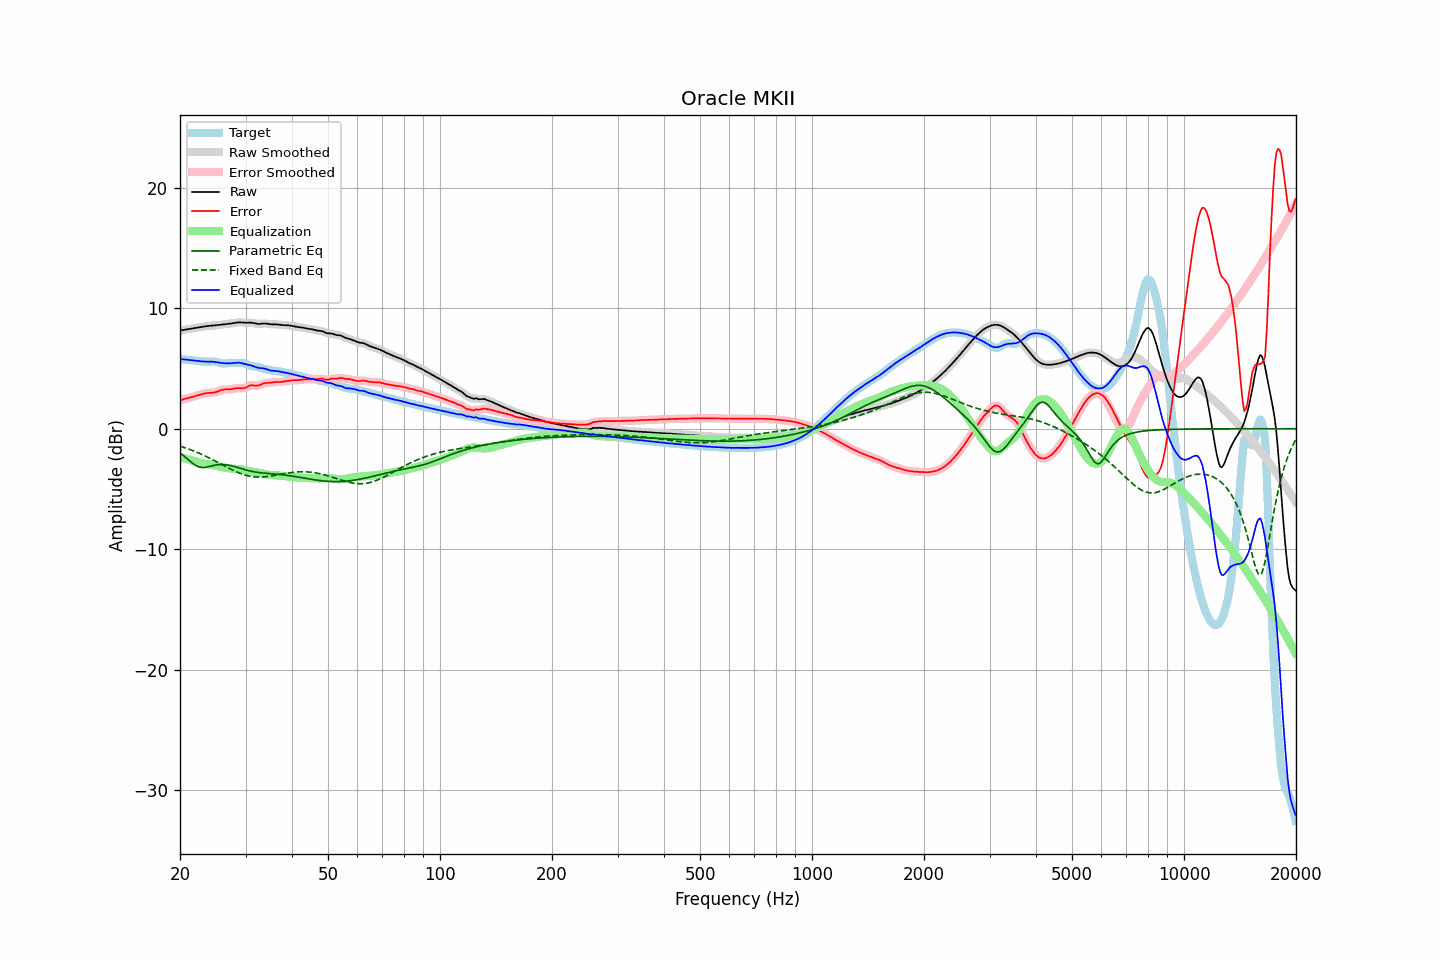 Oracle MKII
Target
Raw Smoothed
Error Smoothed
Raw
Error
Equalization
Parametric Eq
Fixed Band Eq
Equalized
20
10
0
−10
−20
−30
Amplitude (dBr)
20 50 100 200 500 1000 2000 5000 10000 20000
Frequency (Hz)